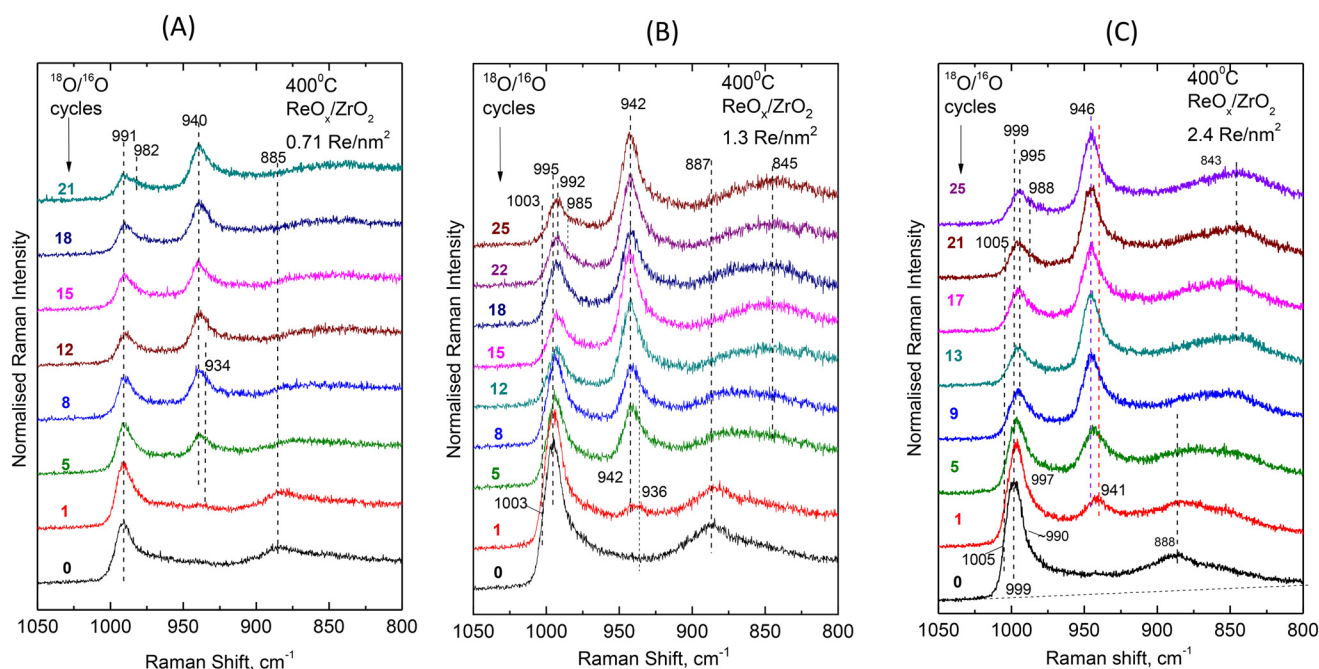 (A)
¹⁸O/¹⁶O
cycles
400⁰C
ReOₓ/ZrO₂
0.71 Re/nm²
991
982
940
885
934
21
18
15
12
8
5
1
0
Normalised Raman Intensity
1050 1000 950 900 850 800
Raman Shift, cm⁻¹
(B)
¹⁸O/¹⁶O
cycles
942
400⁰C
ReOₓ/ZrO₂
1.3 Re/nm²
995
992
1003
985
887
845
25
22
18
15
12
8
5
942
936
1003
1
0
Normalised Raman Intensity
1050 1000 950 900 850 800
Raman Shift, cm⁻¹
(C)
¹⁸O/¹⁶O
cycles
946
400⁰C
ReOₓ/ZrO₂
2.4 Re/nm²
999
995
988
843
25
1005
21
17
13
9
5
997
941
1
990
888
1005
0
999
Normalised Raman Intensity
1050 1000 950 900 850 800
Raman shift, cm⁻¹